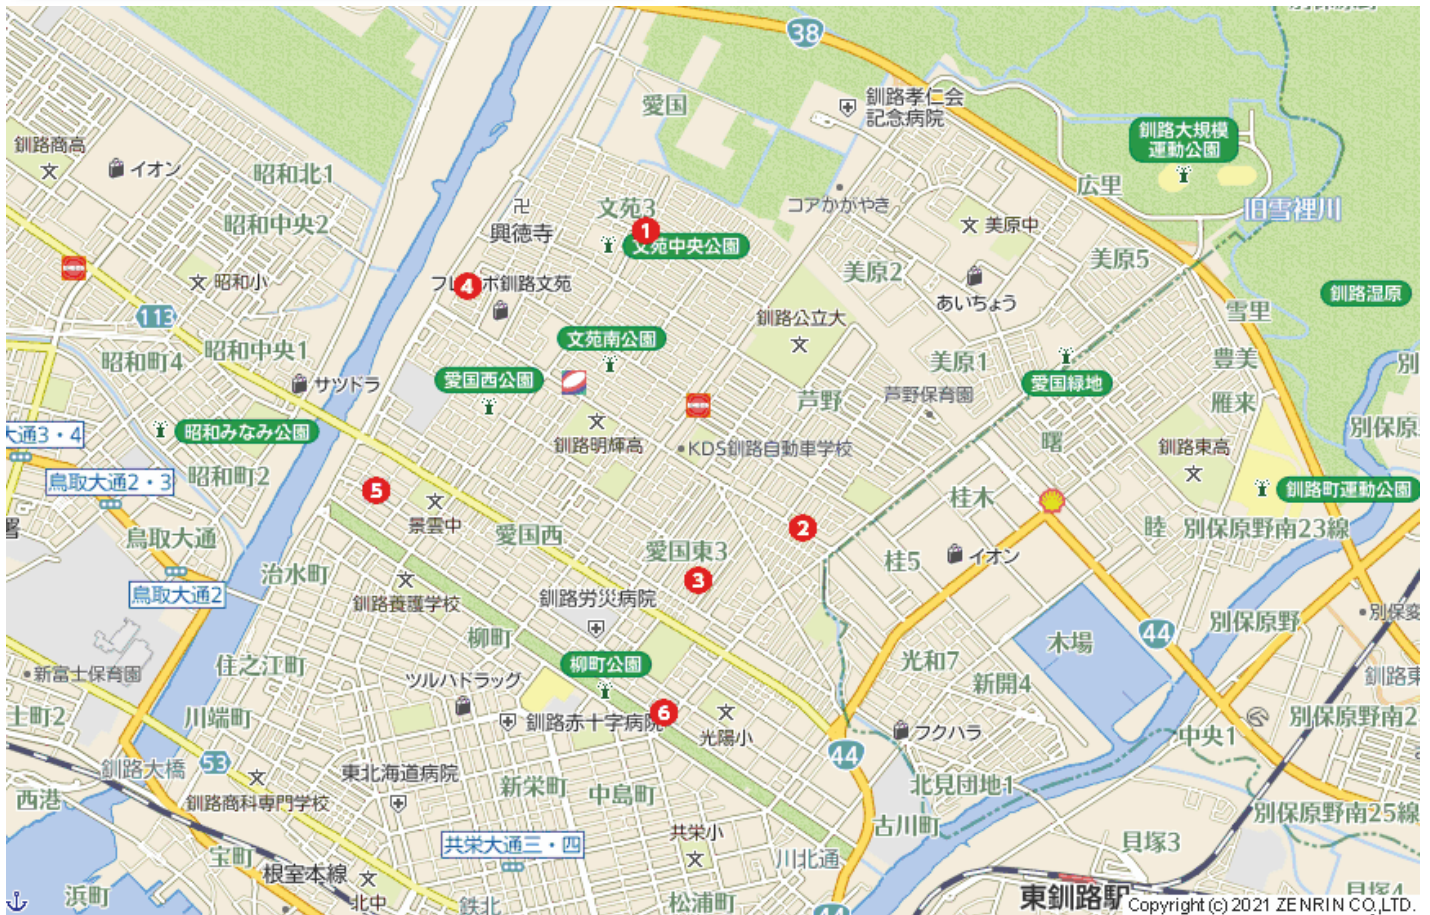 38
愛国
釧路孝仁会
記念病院
釧路大規模
運動公園
釧路商高
イオン
昭和北1
広里
コアかがやき
文苑3
旧雪裡川
昭和中央2
興徳寺
1
文苑中央公園
美原中
美原5
美原2
昭和小
4
釧路文苑
あいちょう
釧路湿原
雪里
113
釧路公立大
文苑南公園
昭和町4
昭和中央1
美原1
豊美
サツドラ
愛国西公園
愛国緑地
芦野
芦野保育園
雁来
昭和みなみ公園
大通3・4
釧路明輝高
KDS釧路自動車学校
曙
釧路東高
別保原
昭和町2
鳥取大通2・3
5
景雲中
桂木
釧路町運動公園
署
鳥取大通
愛国西
2
睦
別保原野南23線
愛国東3
桂5
イオン
治水町
3
鳥取大通2
釧路養護学校
釧路労災病院
別保変
別保原野
44
木場
柳町
柳町公園
光和7
新富士保育園
住之江町
ツルハドラッグ
新開4
釧路東
士町2
川端町
釧路赤十字病院
6
光陽小
フクハラ
別保原野南2
中央1
44
53
釧路大橋
東北海道病院
新栄町
中島町
北見団地1
西港
釧路商科専門学校
別保原野南25線
古川町
共栄小
共栄大通三・四
貝塚3
川北通
宝町
根室本線
浜町
北中
鉄北
松浦町
44
東釧路駅
貝塚4
Copyright (c) 2021 ZENRIN CO.,LTD.